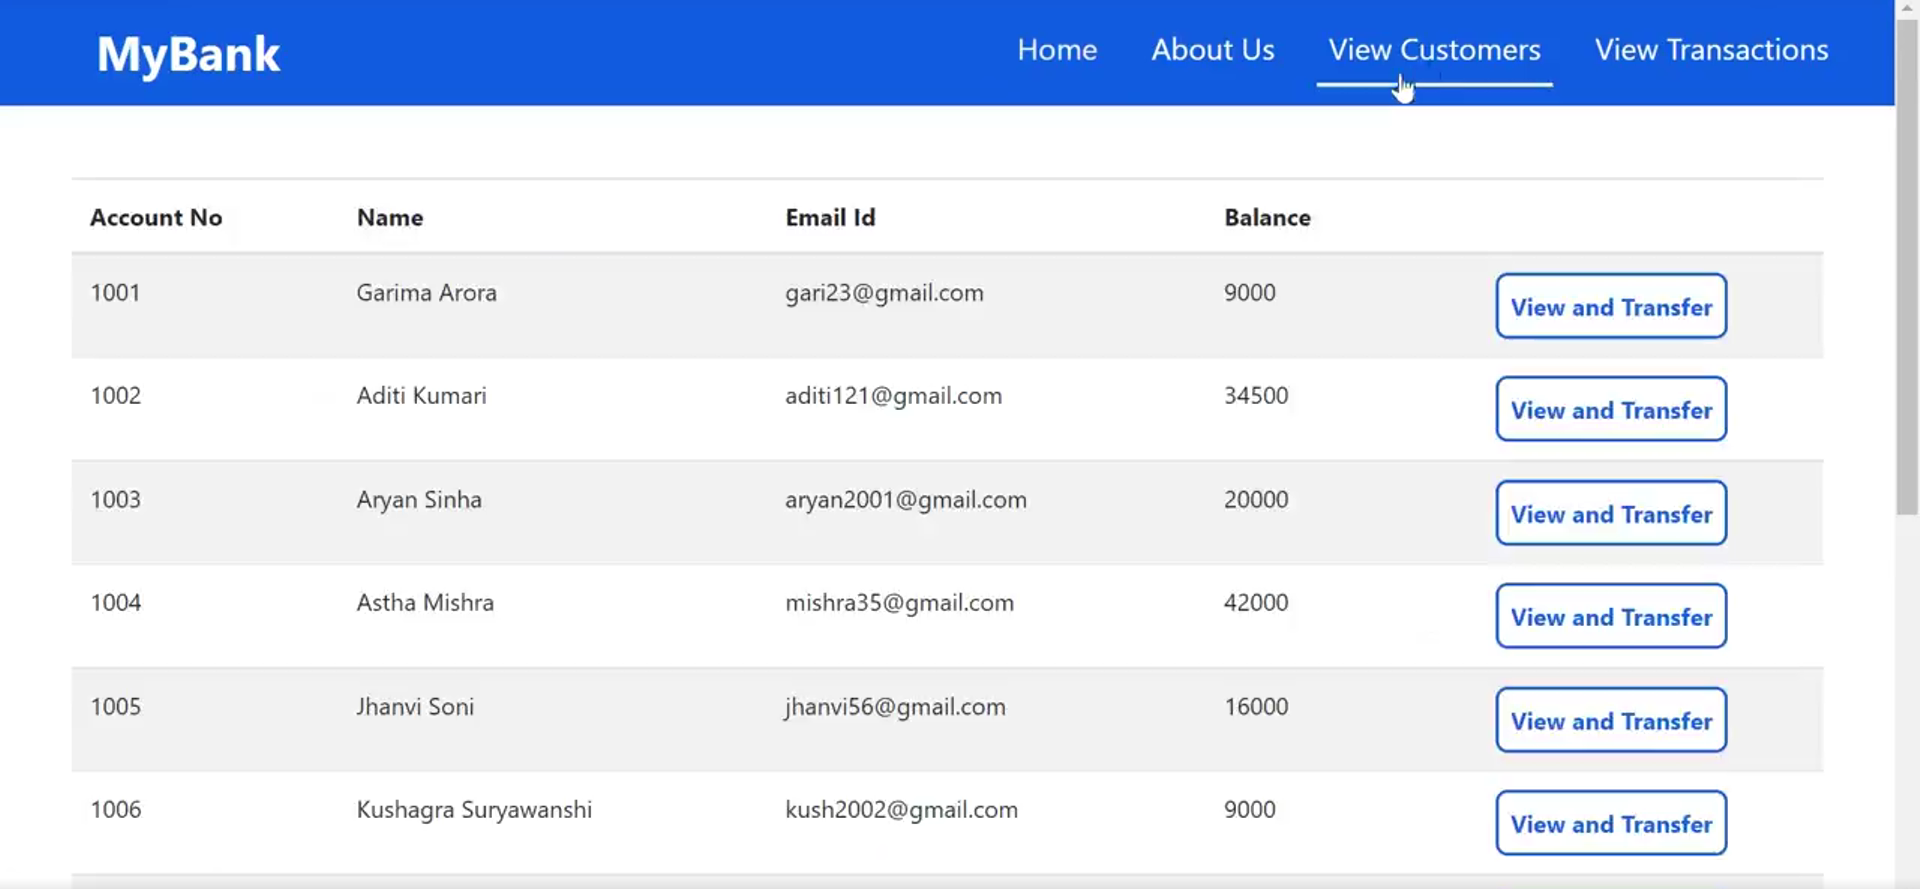 MyBank Home About Us View Customers View Transactions
Account No Name Email Id Balance
1001 Garima Arora gari23@gmail.com 9000 View and Transfer
1002 Aditi Kumari aditi121@gmail.com 34500 View and Transfer
1003 Aryan Sinha aryan2001@gmail.com 20000 View and Transfer
1004 Astha Mishra mishra35@gmail.com 42000 View and Transfer
1005 Jhanvi Soni jhanvi56@gmail.com 16000 View and Transfer
1006 Kushagra Suryawanshi kush2002@gmail.com 9000 View and Transfer